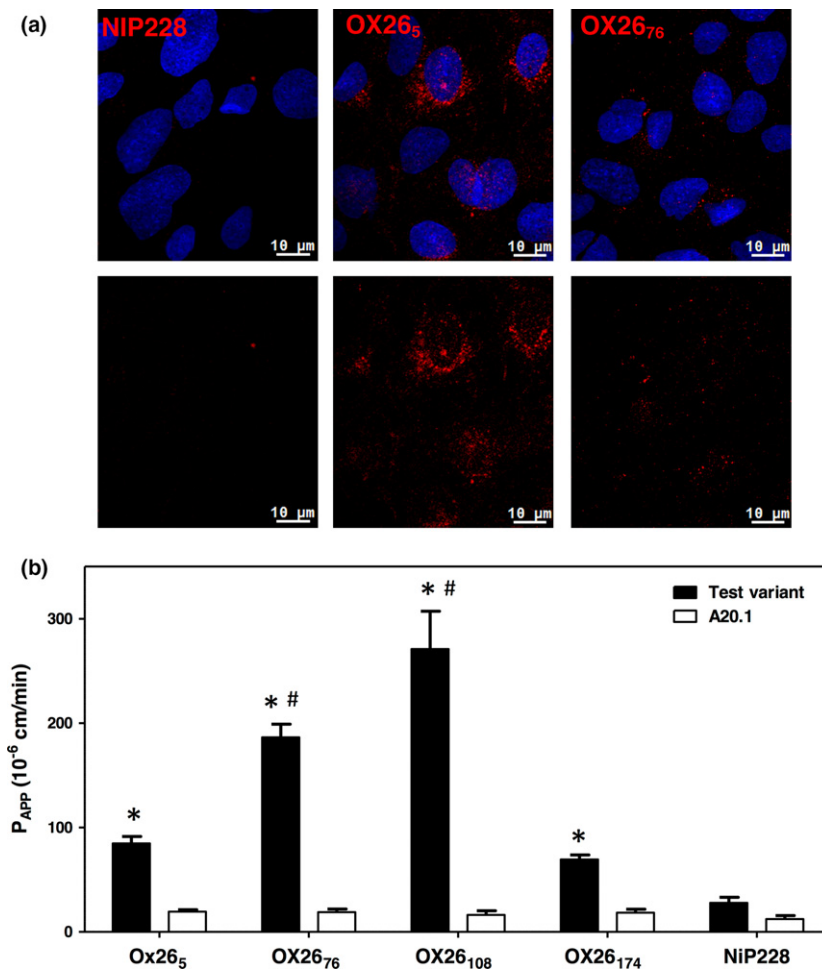 (a)
NIP228 OX26₅ OX26₇₆
10 µm 10 µm 10 µm
10 µm 10 µm 10 µm
(b)
* # 
* #
* *
Test variant
A20.1
P_APP (10⁻⁶ cm/min)
300
200
100
0
Ox26₅ OX26₇₆ OX26₁₀₈ OX26₁₇₄ NiP228